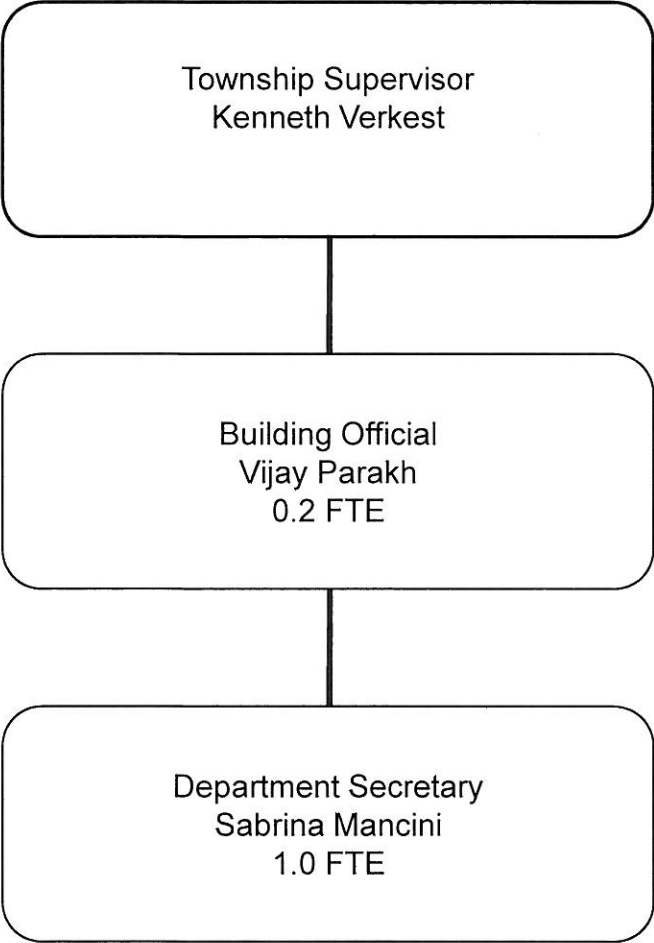 Township Supervisor
Kenneth Verkest
Building Official
Vijay Parakh
0.2 FTE
Department Secretary
Sabrina Mancini
1.0 FTE